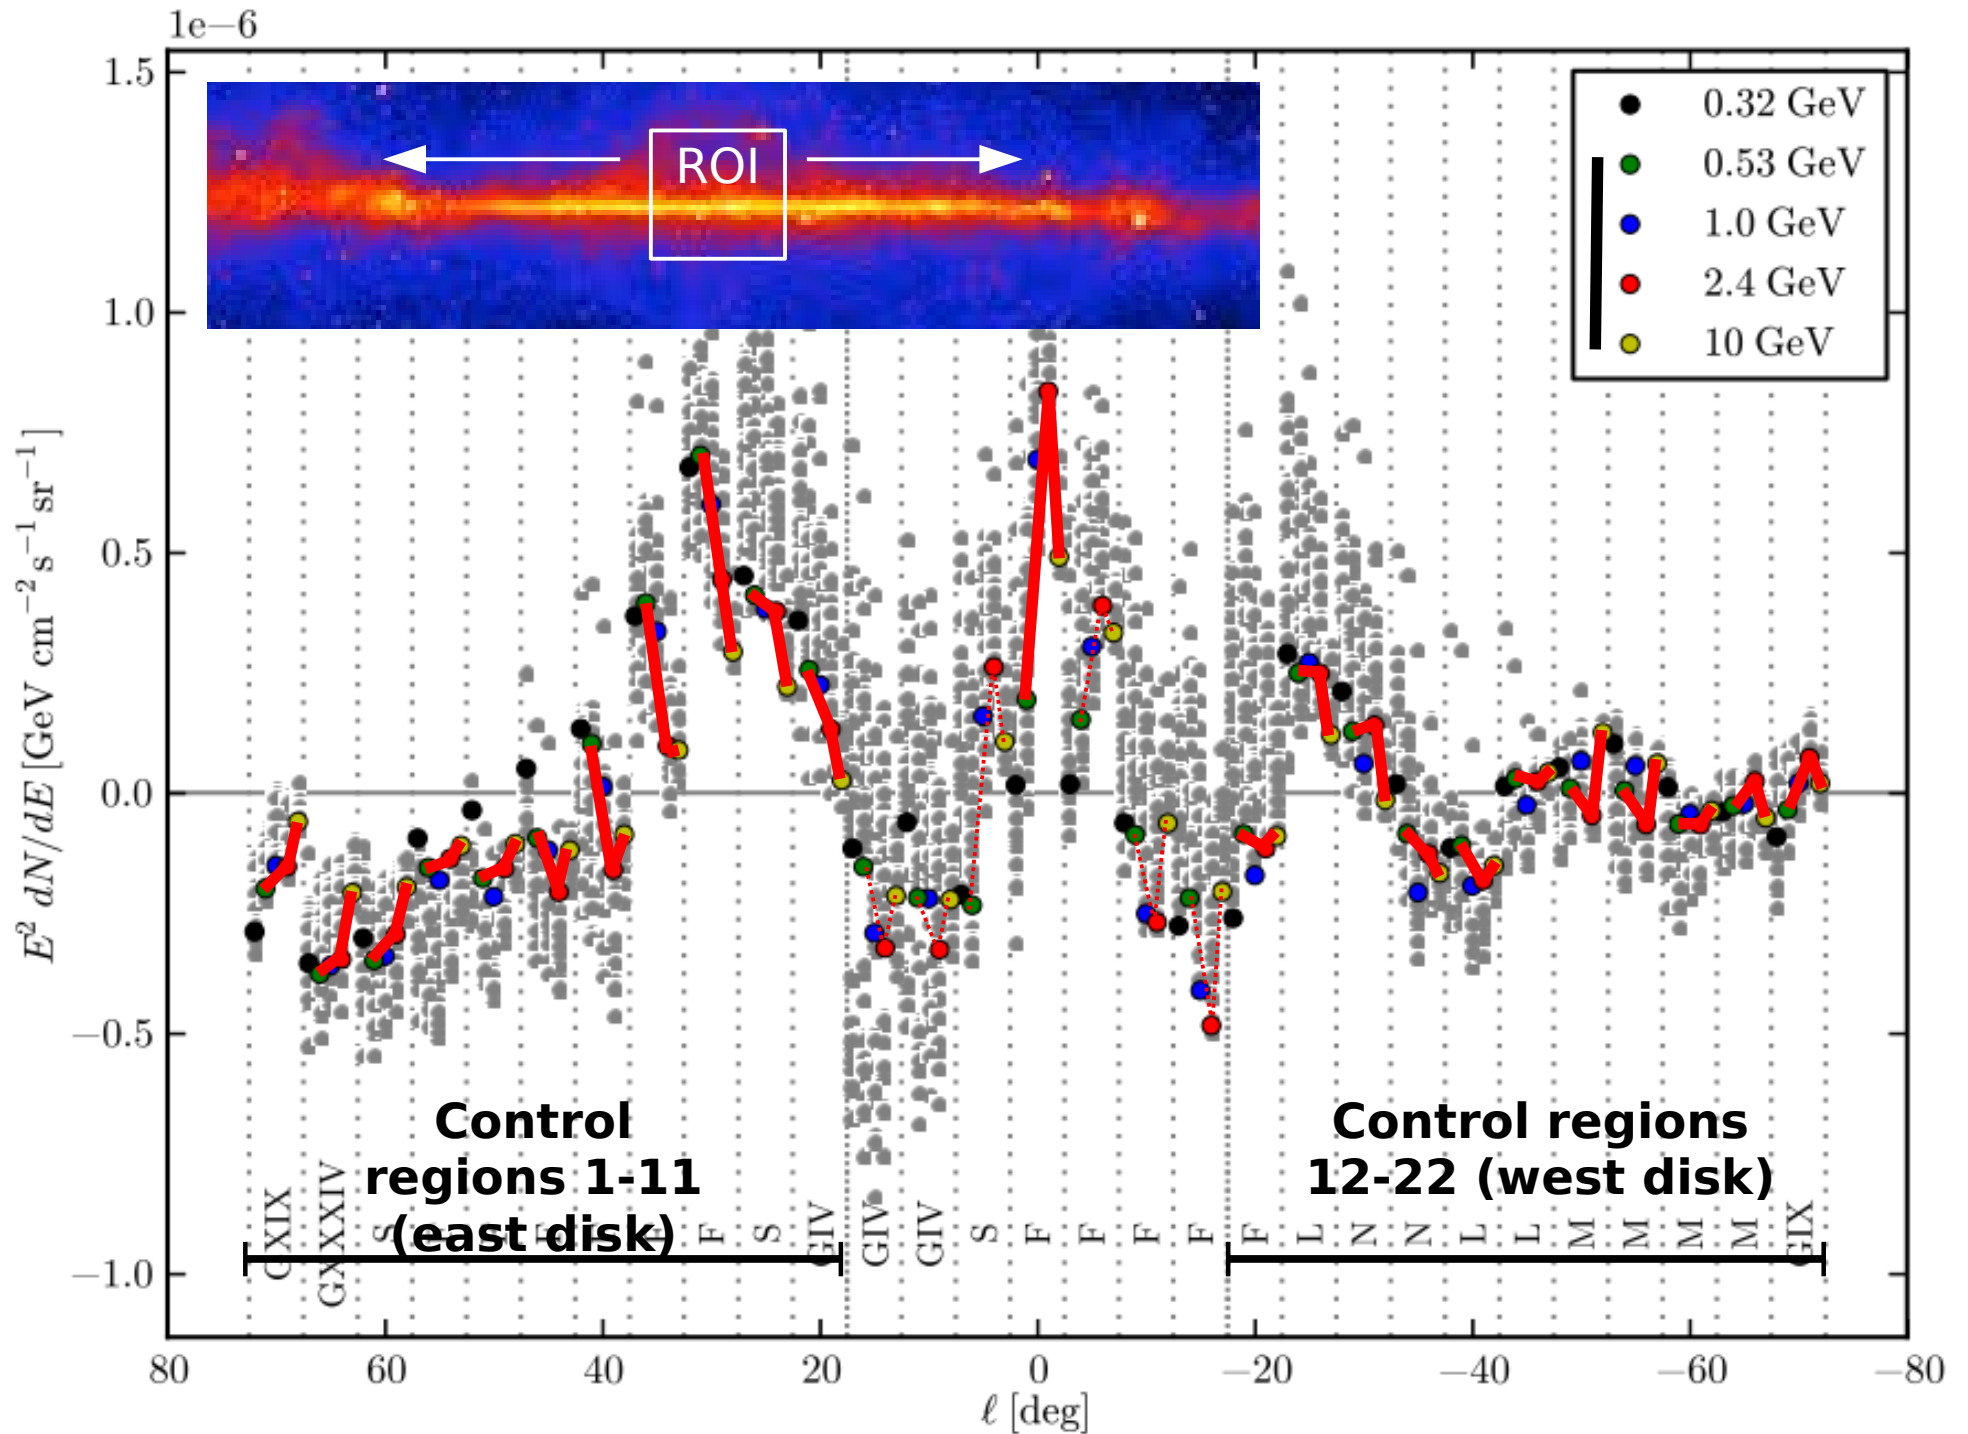 1e−6
1.5
1.0
0.5
0.0
−0.5
−1.0
E² dN/dE [GeV cm⁻² s⁻¹ sr⁻¹]
ROI
0.32 GeV
0.53 GeV
1.0 GeV
2.4 GeV
10 GeV
Control
regions 1-11
(east disk)
Control regions
12-22 (west disk)
GXIX
GXXXIV
S
F
S
GIV
GIV
GIV
S
F
F
F
F
F
L
N
N
L
L
M
M
M
M
GIX
80
60
40
20
0
−20
−40
−60
−80
ℓ [deg]